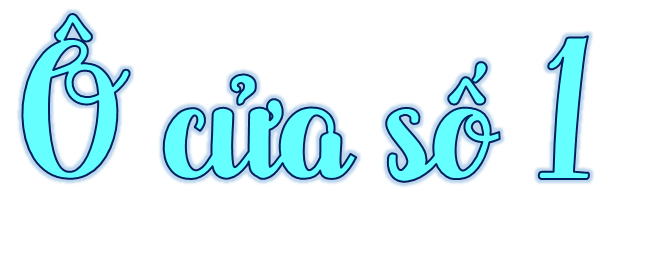 Ô cửa số 1